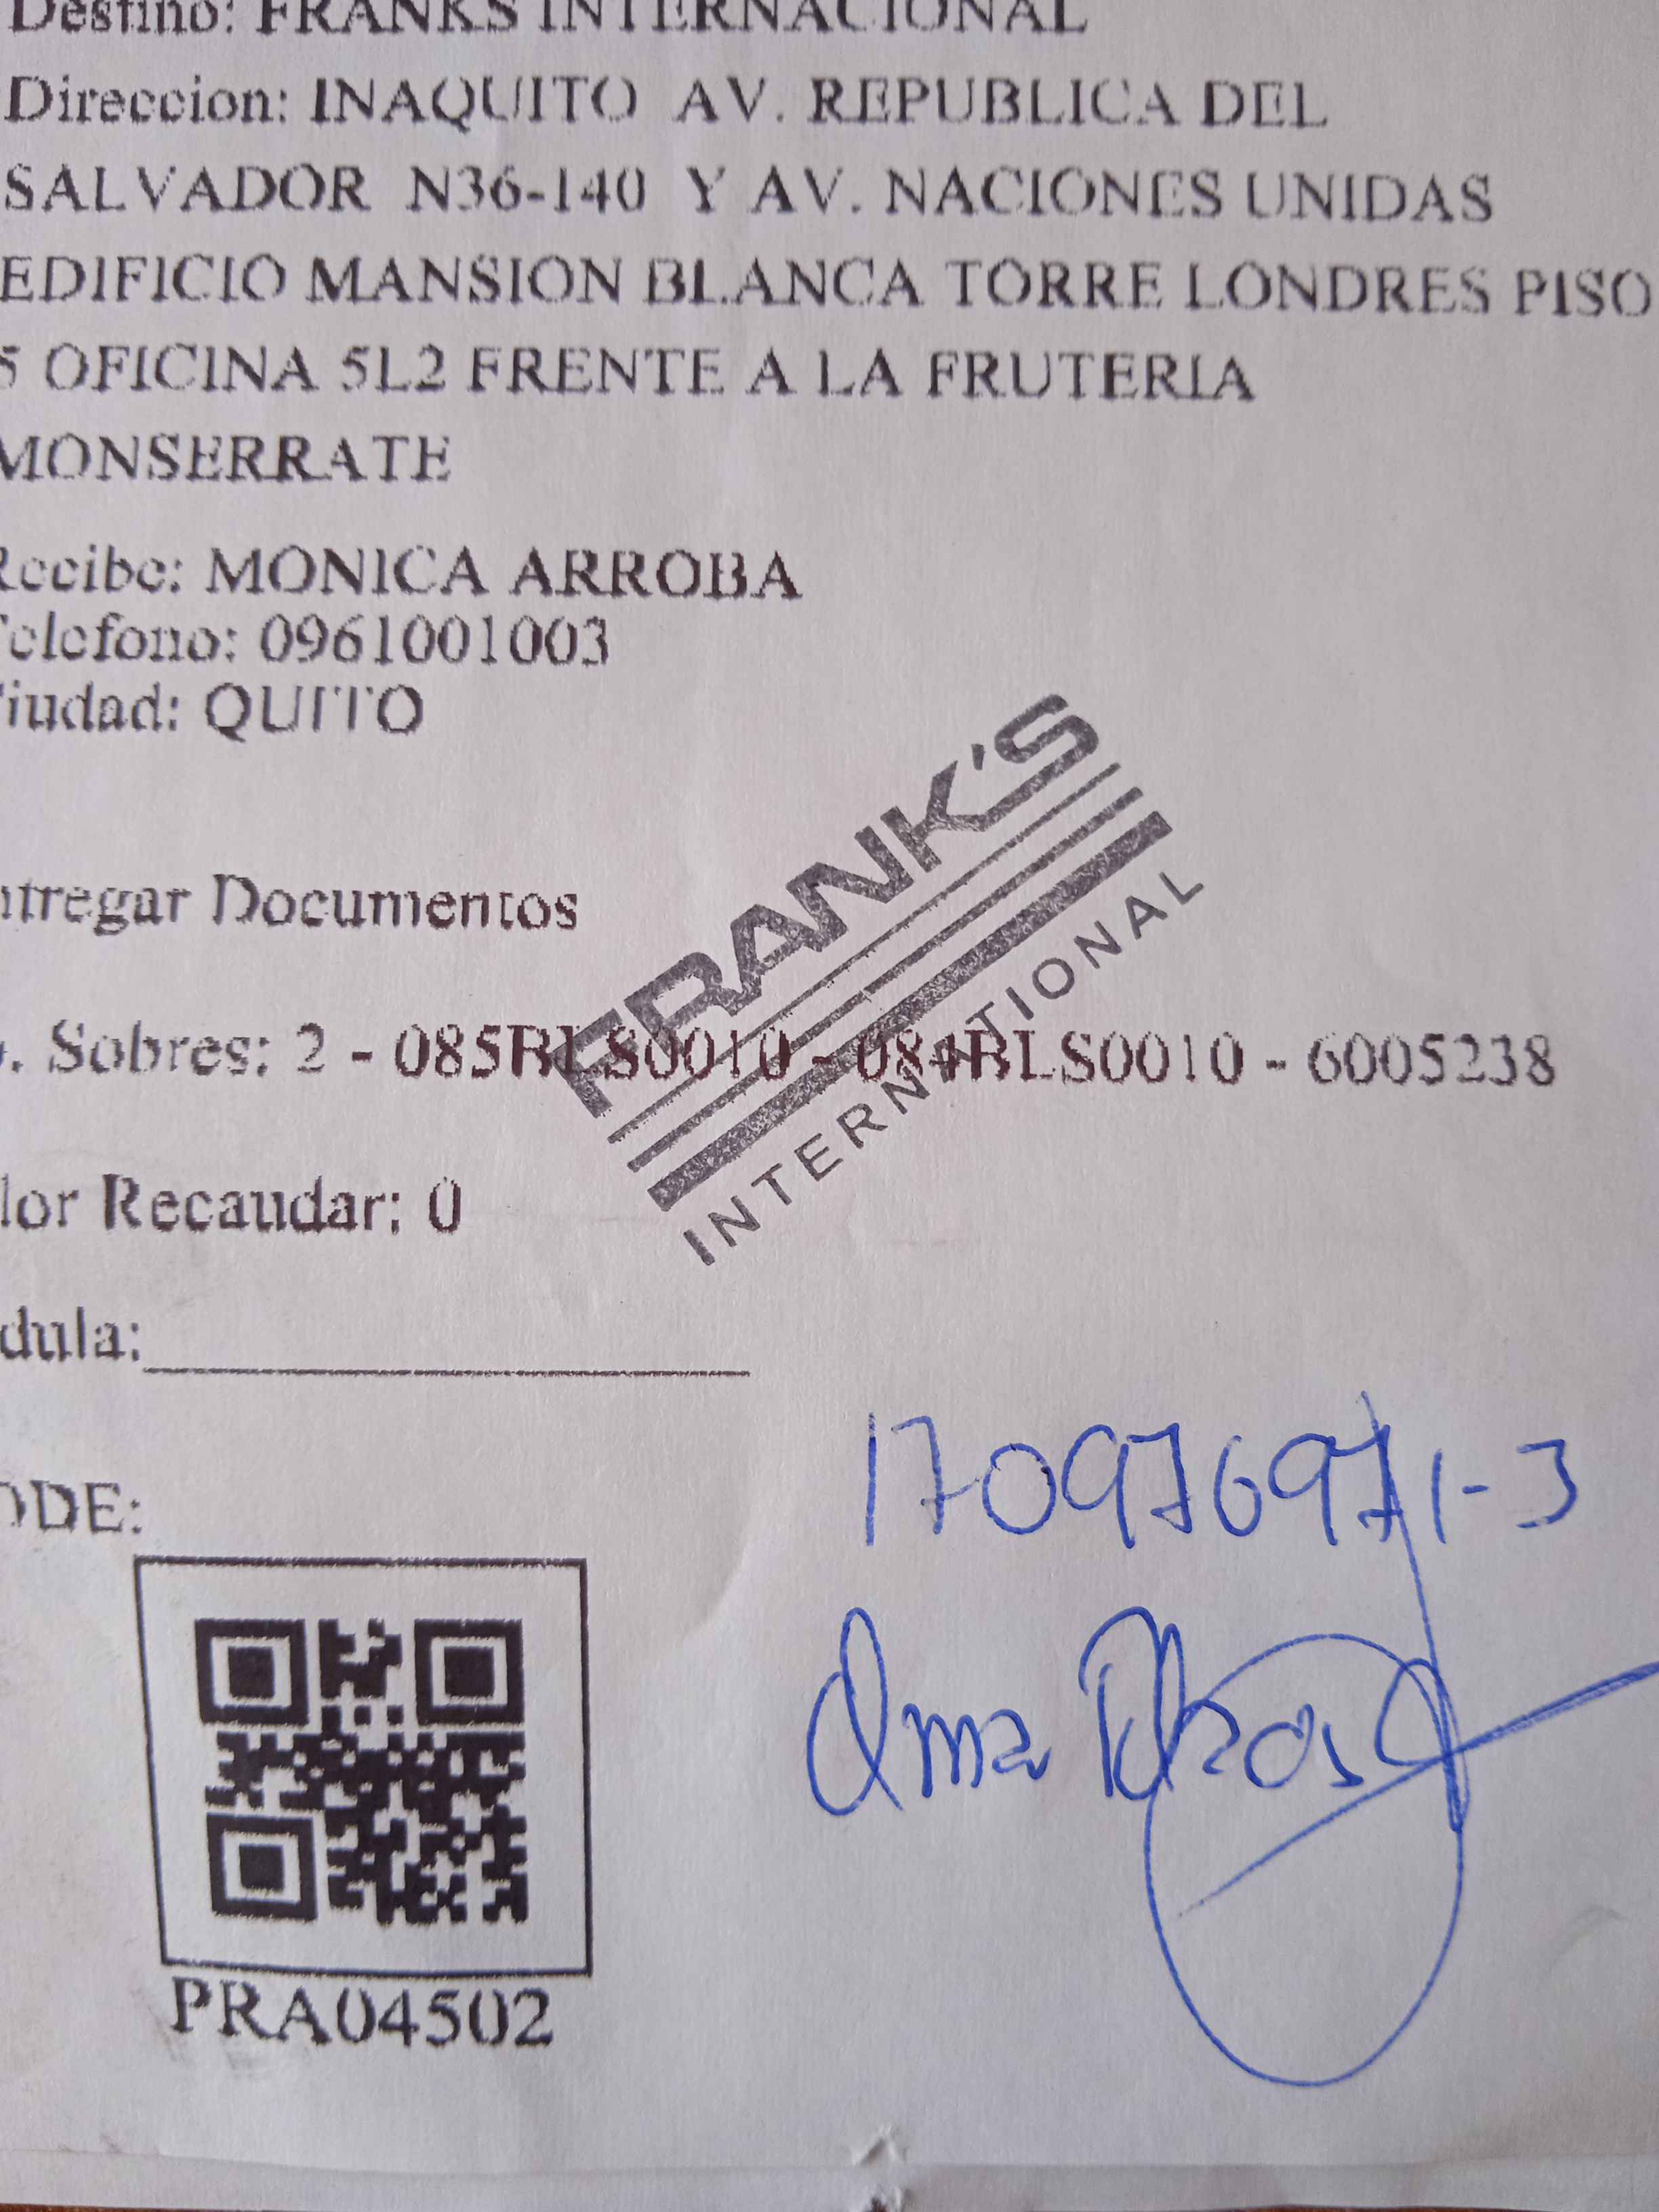 Destino: FRANKS INTERNACIONAL
Direccion: INAQUITO AV. REPUBLICA DEL
SALVADOR N36-140 Y AV. NACIONES UNIDAS
EDIFICIO MANSION BLANCA TORRE LONDRES PISO
5 OFICINA 5L2 FRENTE A LA FRUTERIA
MONSERRATE
Recibe: MONICA ARROBA
Telefono: 0961001003
Ciudad: QUITO
FRANK'S
INTERNATIONAL
ntregar Documentos
o. Sobres: 2 - 085BLS0010 - 084BLS0010 - 6005238
lor Recaudar: 0
dula:
170976971-3
ODE:
PRA04502